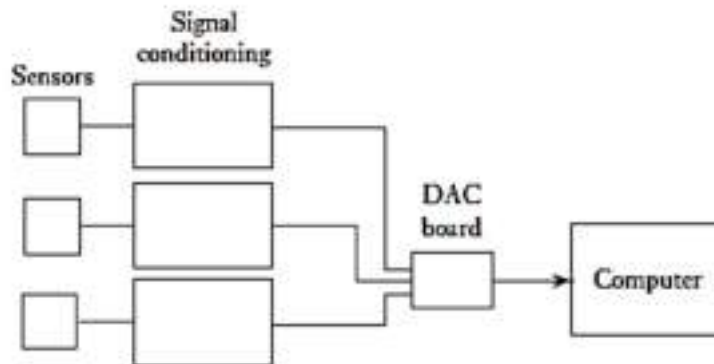 Signal
conditioning
Sensors
DAC
board
Computer